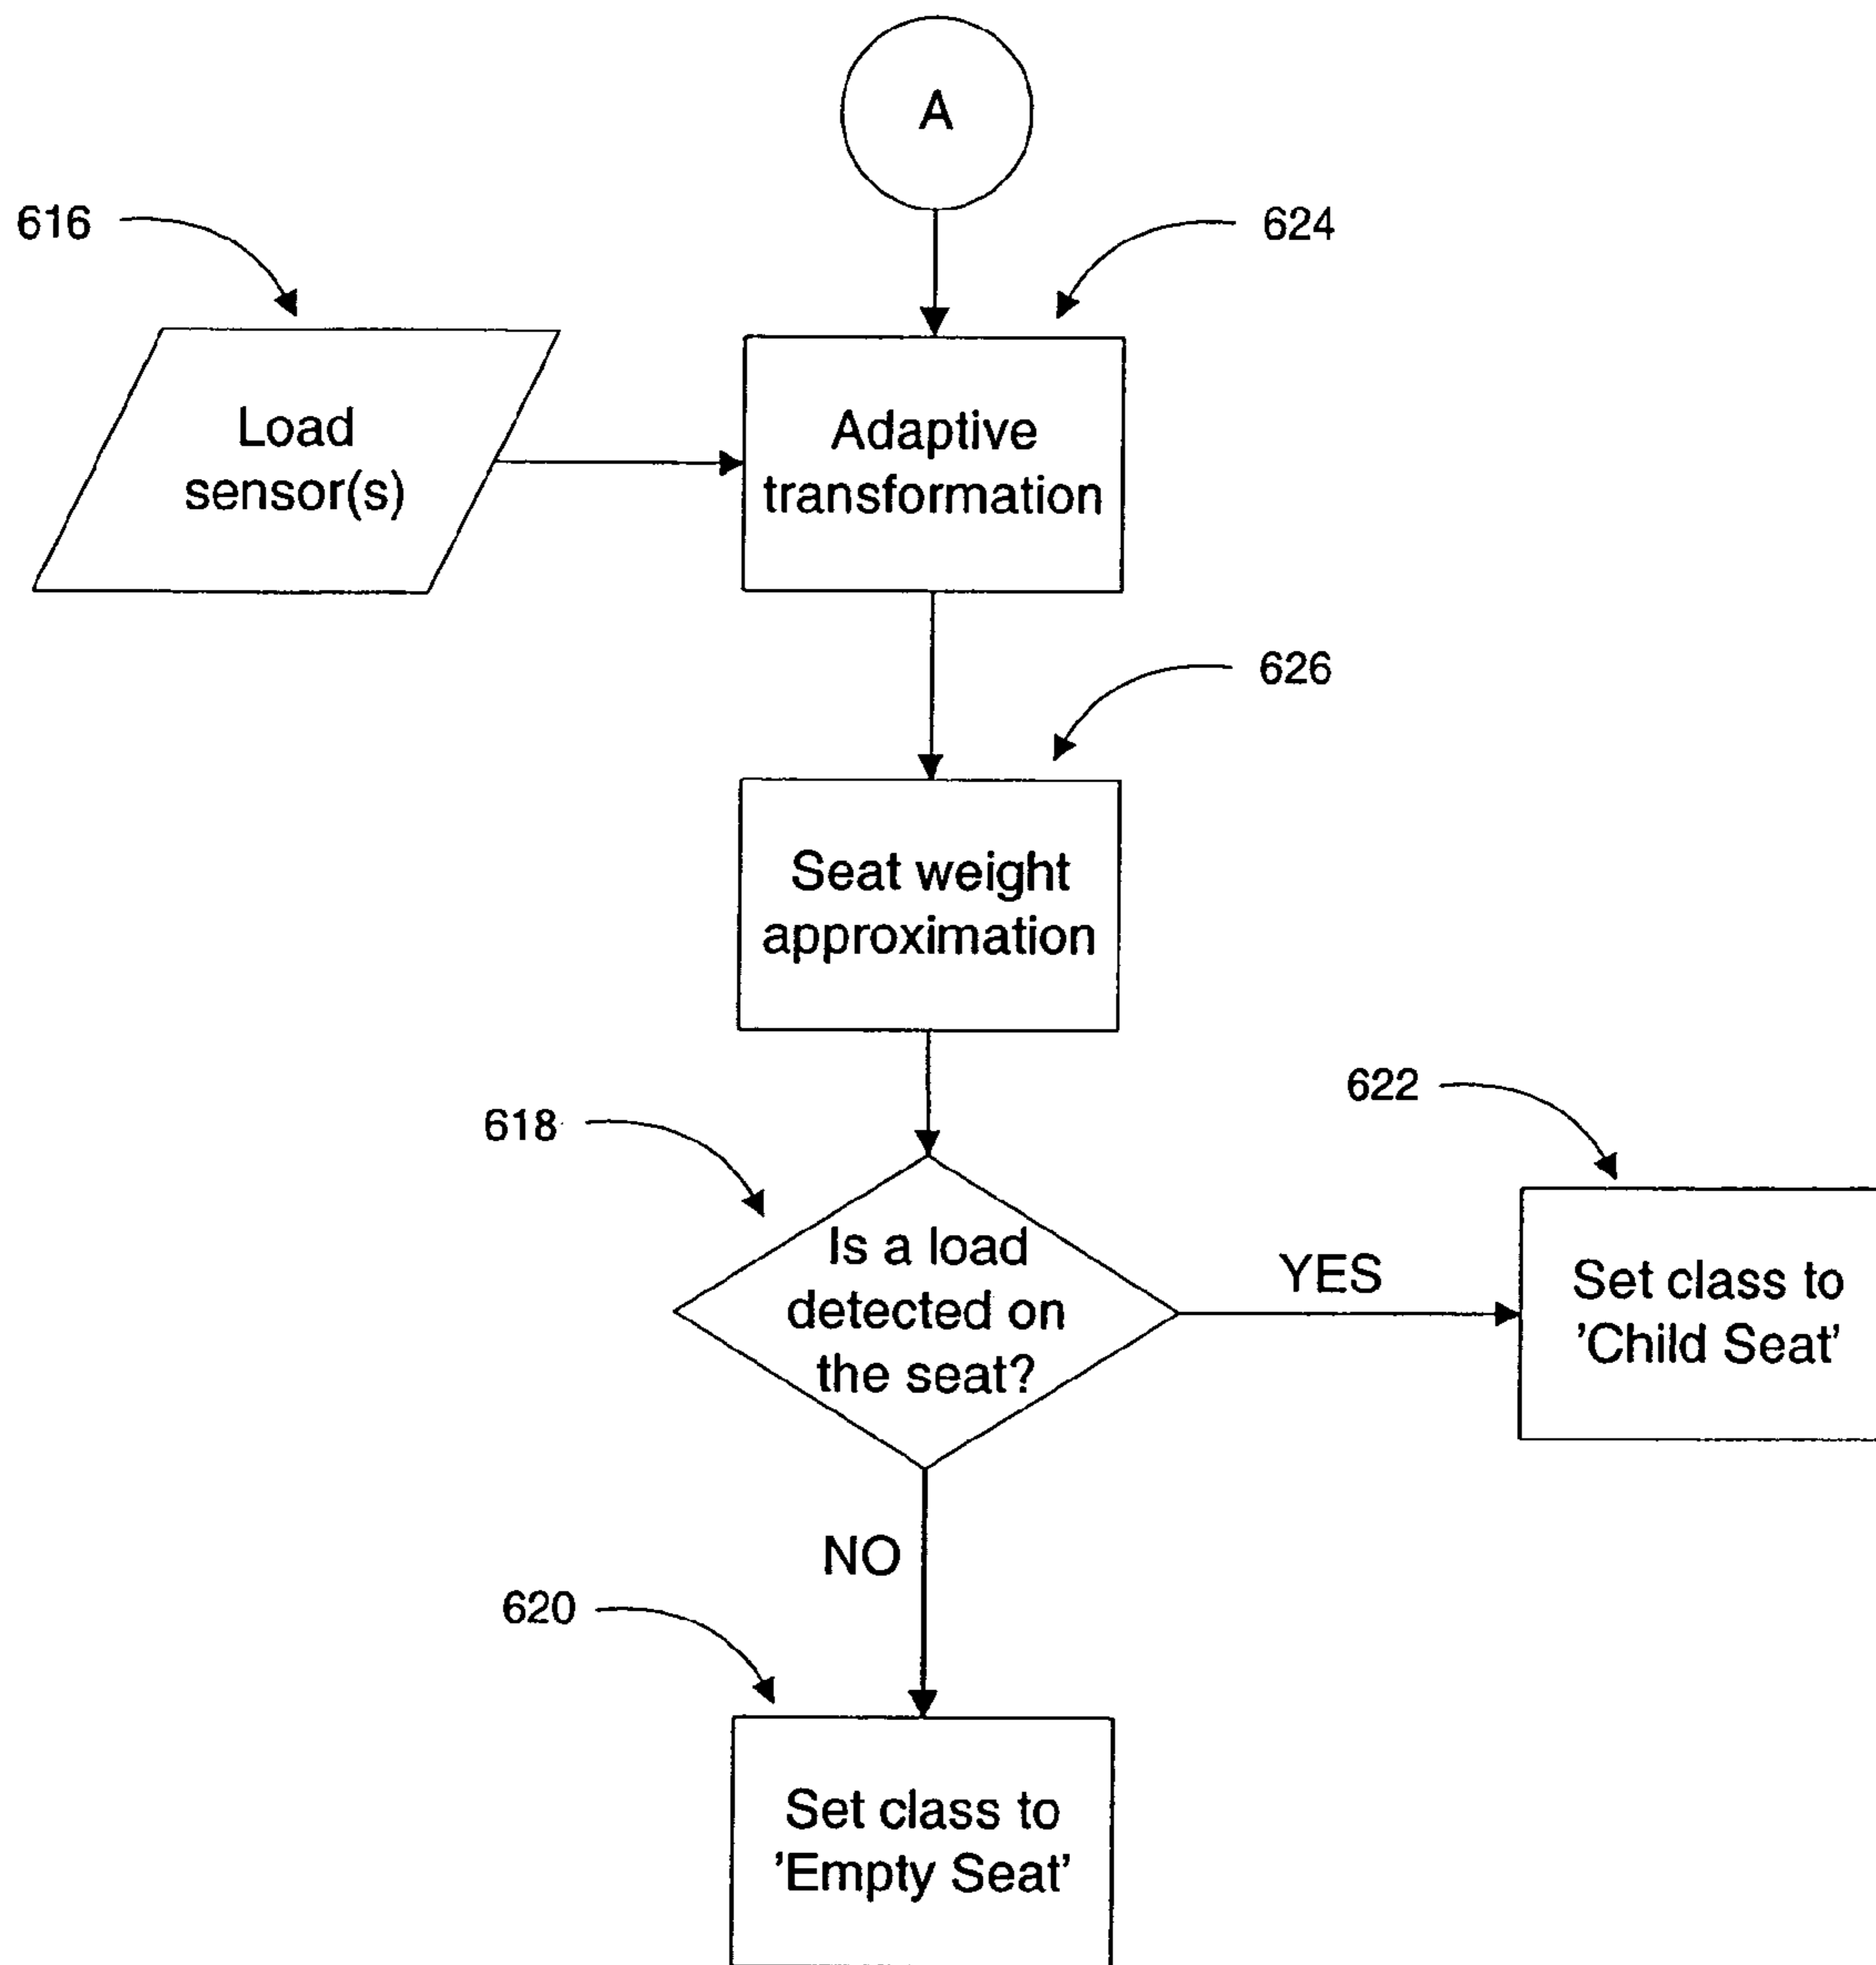 A
616
624
Load
sensor(s)
Adaptive
transformation
626
Seat weight
approximation
622
618
Is a load
detected on
the seat?
YES
Set class to
'Child Seat'
NO
620
Set class to
'Empty Seat'